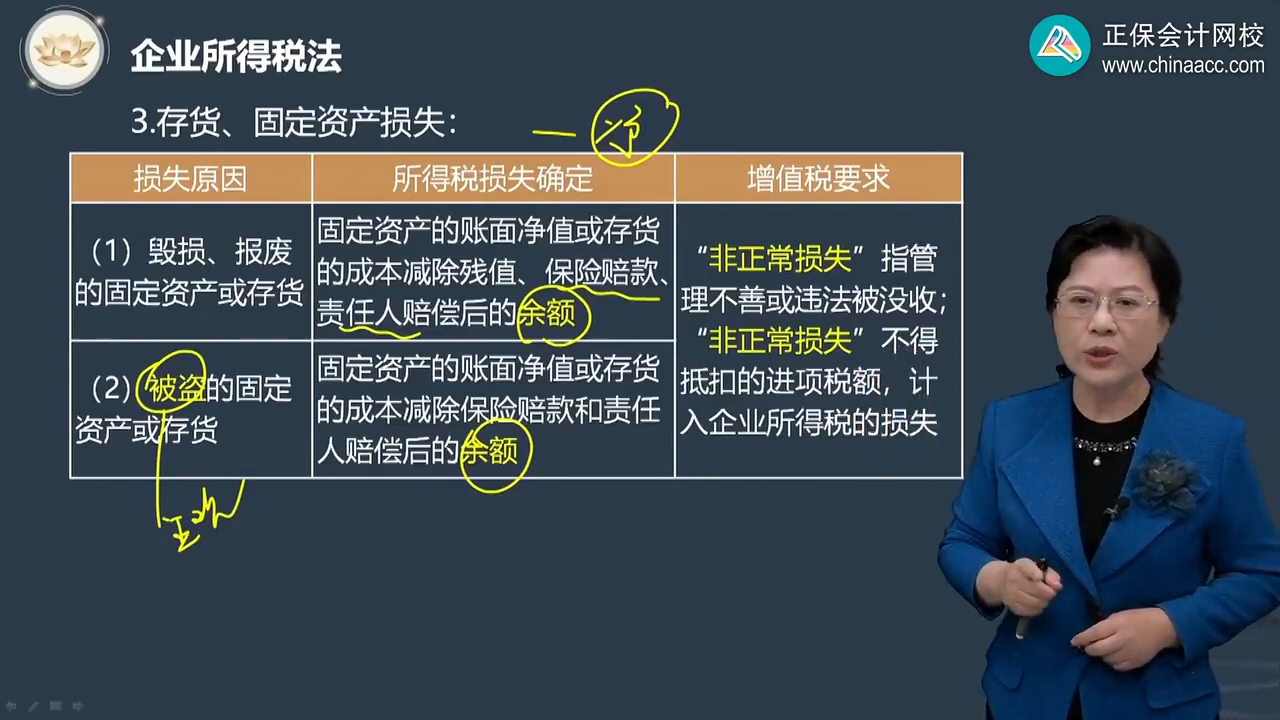 企业所得税法
正保会计网校
www.chinaacc.com
3.存货、固定资产损失：
一 净
损失原因
所得税损失确定
增值税要求
（1）毁损、报废
的固定资产或存货
固定资产的账面净值或存货
的成本减除残值、保险赔款、
责任人赔偿后的余额
“非正常损失”指管
理不善或违法被没收；
“非正常损失”不得
抵扣的进项税额，计
入企业所得税的损失
（2）被盗的固定
资产或存货
固定资产的账面净值或存货
的成本减除保险赔款和责任
人赔偿后的余额